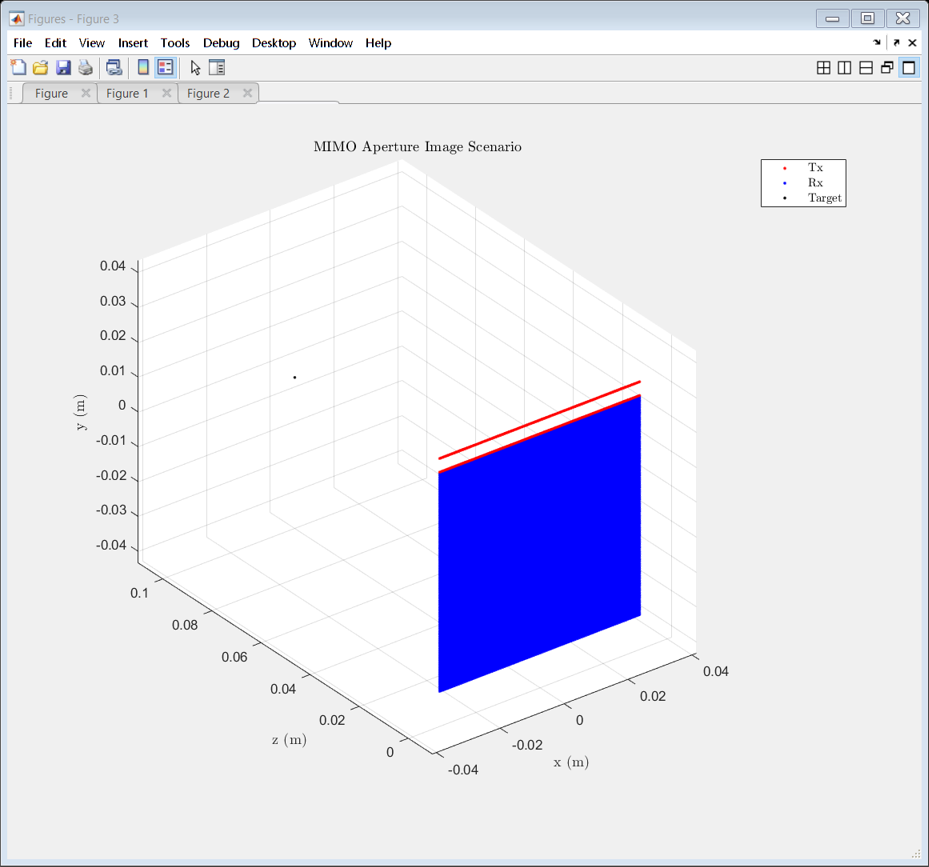 Figures - Figure 3
File Edit View Insert Tools Debug Desktop Window Help
Figure Figure 1 Figure 2
MIMO Aperture Image Scenario
Tx
Rx
Target
0.04
0.03
0.02
0.01
0
-0.01
-0.02
-0.03
-0.04
y (m)
0.1
0.08
0.06
0.04
0.02
0
z (m)
-0.04
-0.02
0
0.02
0.04
x (m)